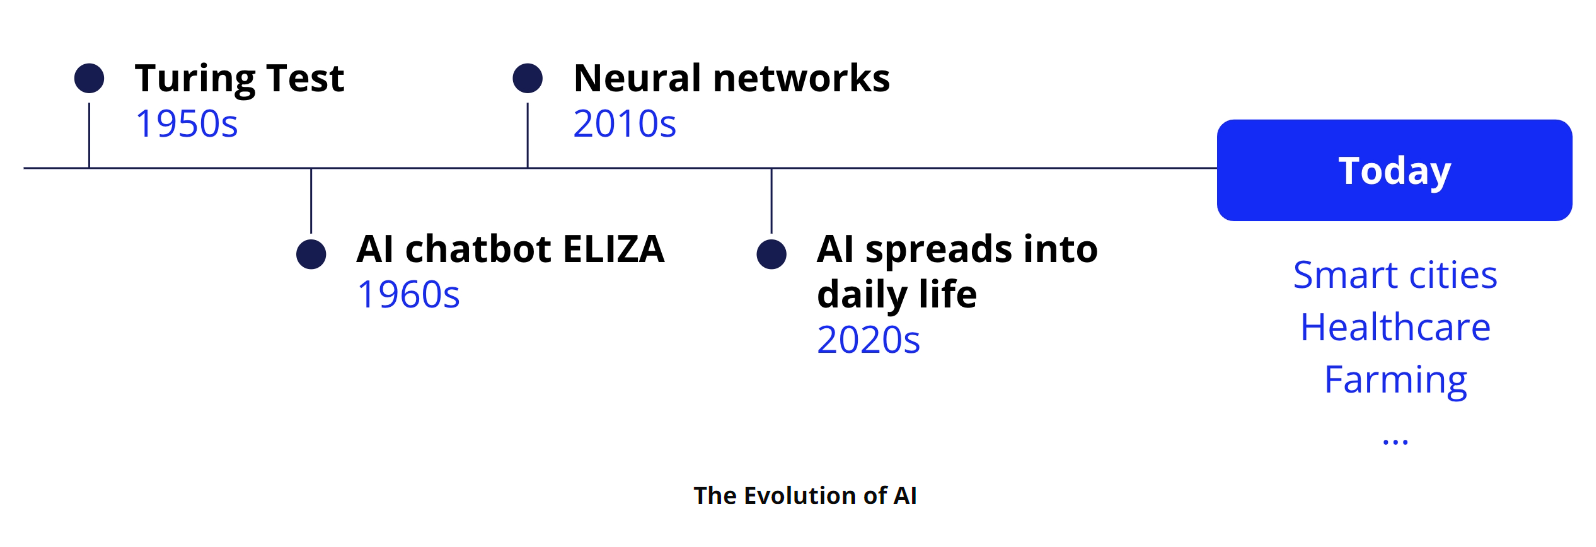 Turing Test
1950s
Neural networks
2010s
AI chatbot ELIZA
1960s
AI spreads into
daily life
2020s
Today
Smart cities
Healthcare
Farming
...
The Evolution of AI